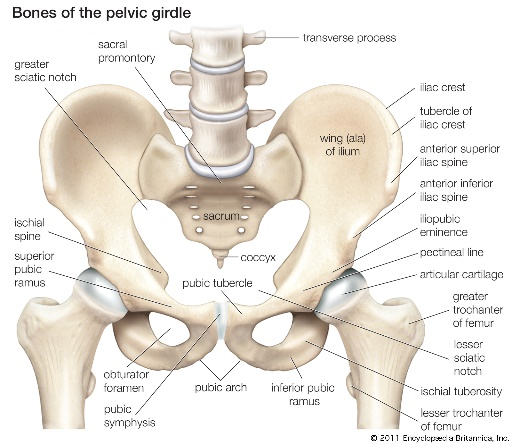 Bones of the pelvic girdle
transverse process
sacral
promontory
greater
sciatic notch
iliac crest
tubercle of
iliac crest
wing (ala)
of ilium
anterior superior
iliac spine
anterior inferior
iliac spine
sacrum
ischial
spine
iliopubic
eminence
coccyx
pectineal line
superior
pubic
ramus
pubic tubercle
articular cartilage
greater
trochanter
of femur
lesser
sciatic
notch
obturator
foramen
pubic arch
inferior pubic
ramus
ischial tuberosity
pubic
symphysis
lesser trochanter
of femur
© 2011 Encyclopædia Britannica, Inc.